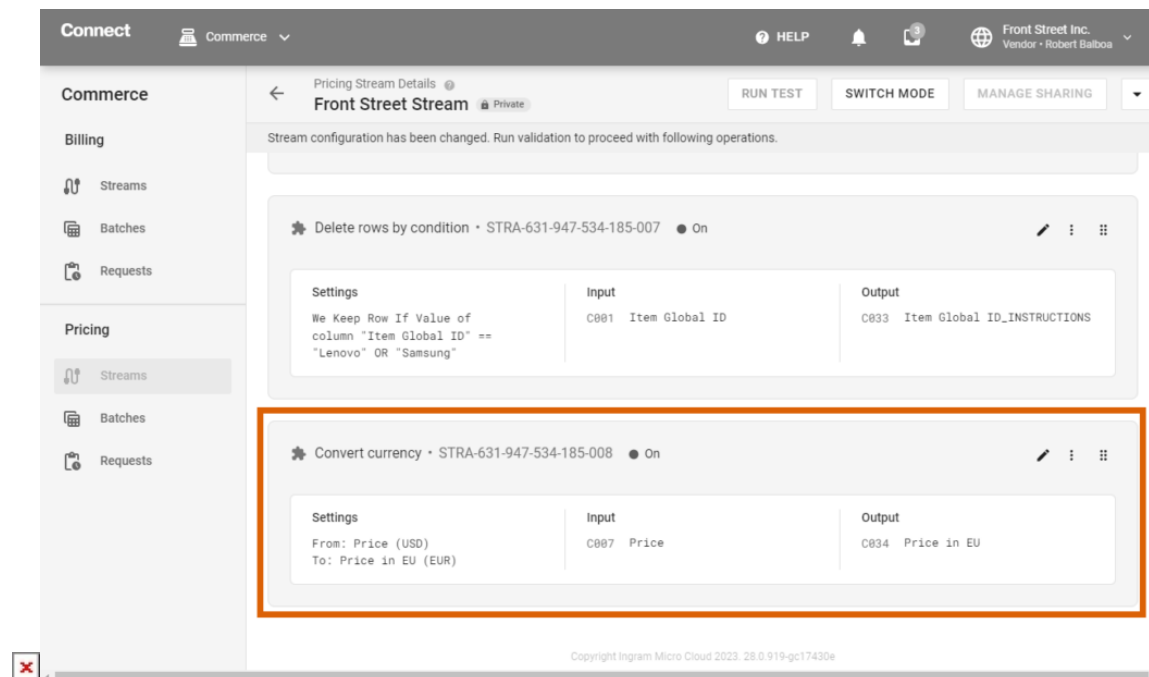 Connect
Commerce
HELP
3
Front Street Inc.
Vendor • Robert Balboa
Commerce
Billing
Streams
Batches
Requests
Pricing
Streams
Batches
Requests
Pricing Stream Details
Front Street Stream Private
RUN TEST
SWITCH MODE
MANAGE SHARING
Stream configuration has been changed. Run validation to proceed with following operations.
Delete rows by condition • STRA-631-947-534-185-007 On
Settings
We Keep Row If Value of
column "Item Global ID" ==
"Lenovo" OR "Samsung"
Input
C001 Item Global ID
Output
C033 Item Global ID_INSTRUCTIONS
Convert currency • STRA-631-947-534-185-008 On
Settings
From: Price (USD)
To: Price in EU (EUR)
Input
C007 Price
Output
C034 Price in EU
Copyright Ingram Micro Cloud 2023. 28.0.919-gc17430e